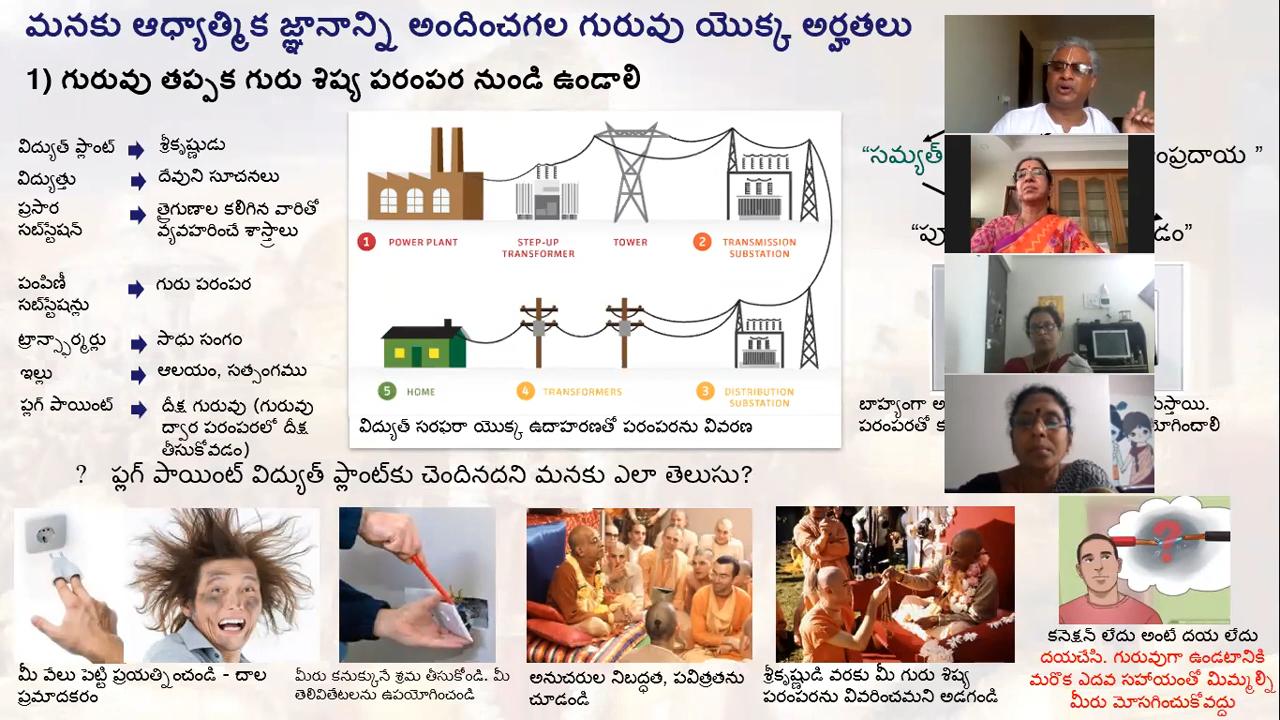 మనకు ఆధ్యాత్మిక జ్ఞానాన్ని అందించగల గురువు యొక్క అర్హతలు
1) గురువు తప్పక గురు శిష్య పరంపర నుండి ఉండాలి
విద్యుత్ ప్లాంట్ శ్రీకృష్ణుడు
విద్యుత్తు దేవుని సూచనలు
ప్రసార త్రైగుణాల కలిగిన వారితో
సబ్‌స్టేషన్ వ్యవహరించే శాస్త్రాలు
పంపిణీ గురు పరంపర
సబ్‌స్టేషన్లు
ట్రాన్స్ఫార్మర్లు సాధు సంగం
ఇల్లు ఆలయం, సత్సంగము
ప్లగ్ పాయింట్ దీక్ష గురువు (గురువు
ద్వార పరంపరలో దీక్ష
తీసుకోవడం)
1 POWER PLANT
STEP-UP
TRANSFORMER
TOWER
2 TRANSMISSION
SUBSTATION
5 HOME
4 TRANSFORMERS
3 DISTRIBUTION
SUBSTATION
విద్యుత్ సరఫరా యొక్క ఉదాహరణతో పరంపరను వివరణ
? ప్లగ్ పాయింట్ విద్యుత్ ప్లాంట్‌కు చెందినదని మనకు ఎలా తెలుసు?
మీ వేలు పెట్టి ప్రయత్నించండి - చాల
ప్రమాదకరం
మీరు కనుక్కునే శ్రమ తీసుకోండి. మీ
తెలివితేటలను ఉపయోగించండి
అనుచరుల నిబద్ధత, పవిత్రతను
చూడండి
శ్రీకృష్ణుడి వరకు మీ గురు శిష్య
పరంపరను వివరించమని అడగండి
?
కనెక్షన్ లేదు అంటే దయ లేదు
దయచేసి. గురువుగా ఉండటానికి
మరొక ఎదవ సహాయంతో మిమ్మల్ని
మీరు మోసగించుకోవద్దు
“సమ్యత్
”
బాహ్యంగా
పరంపరతో